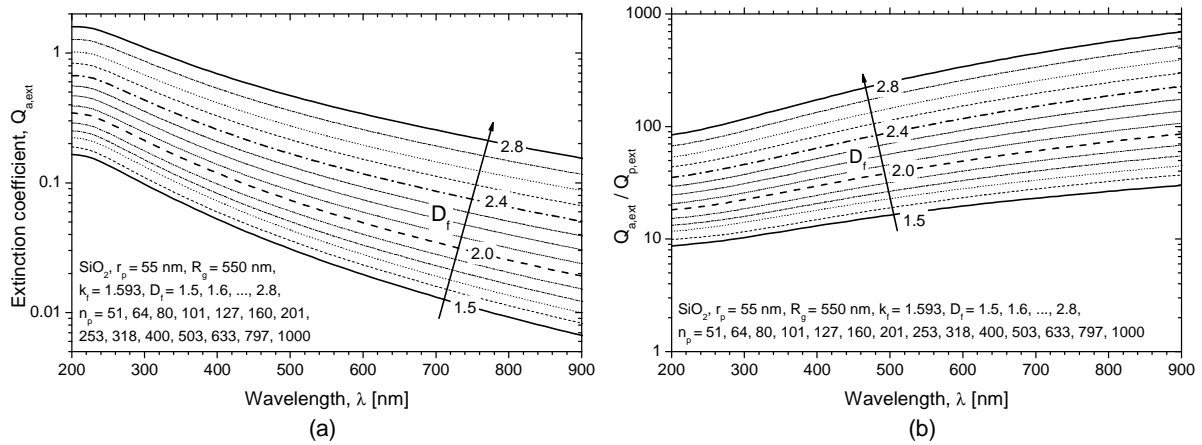 1
0.1
0.01
200 300 400 500 600 700 800 900
Extinction coefficient, Q_a,ext
Wavelength, λ [nm]
2.8
2.4
D_f
2.0
1.5
SiO₂, r_p = 55 nm, R_g = 550 nm,
k_f = 1.593, D_f = 1.5, 1.6, ..., 2.8,
n_p = 51, 64, 80, 101, 127, 160, 201,
253, 318, 400, 503, 633, 797, 1000
(a)
1000
100
10
1
200 300 400 500 600 700 800 900
Q_a,ext / Q_p,ext
Wavelength, λ [nm]
2.8
2.4
D_f
2.0
1.5
SiO₂, r_p = 55 nm, R_g = 550 nm, k_f = 1.593, D_f = 1.5, 1.6, ..., 2.8,
n_p = 51, 64, 80, 101, 127, 160, 201, 253, 318, 400, 503, 633, 797, 1000
(b)